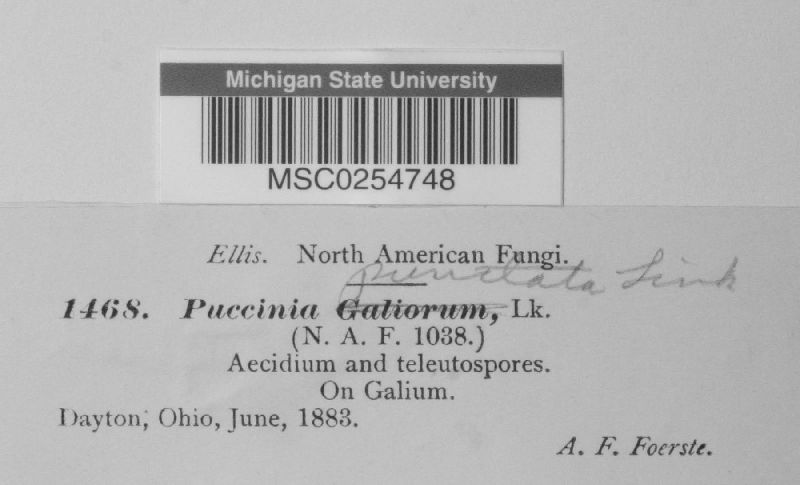 Michigan State University
MSC0254748
Ellis. North American Fungi.
punctata Link
1468. Puccinia Galiorum, Lk.
(N. A. F. 1038.)
Aecidium and teleutospores.
On Galium.
Dayton, Ohio, June, 1883.
A. F. Foerste.